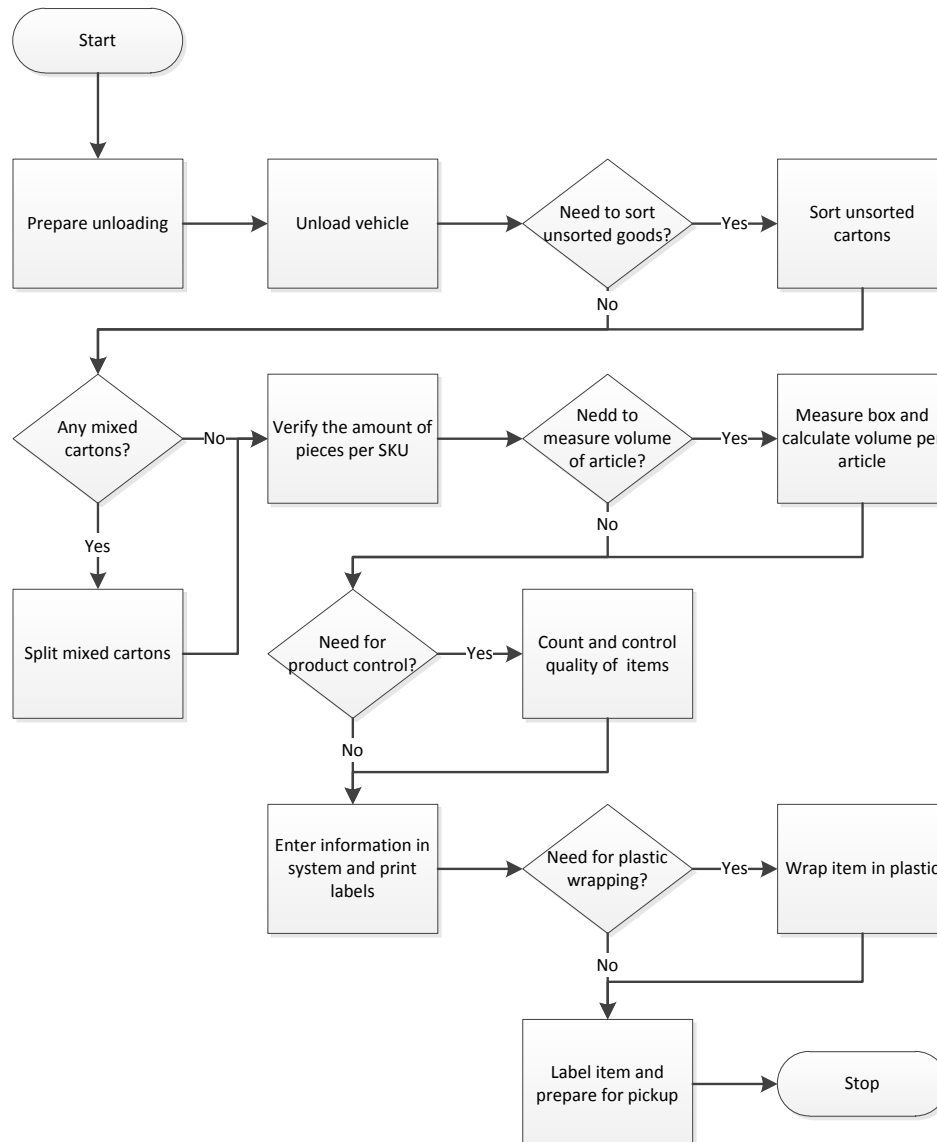 Start
Prepare unloading
Unload vehicle
Need to sort
unsorted goods?
Yes
Sort unsorted
cartons
No
Any mixed
cartons?
No
Verify the amount of
pieces per SKU
Nedd to
measure volume
of article?
Yes
Measure box and
calculate volume per
article
Yes
No
Split mixed cartons
Need for
product control?
Yes
Count and control
quality of items
No
Enter information in
system and print
labels
Need for plastic
wrapping?
Yes
Wrap item in plastic
No
Label item and
prepare for pickup
Stop